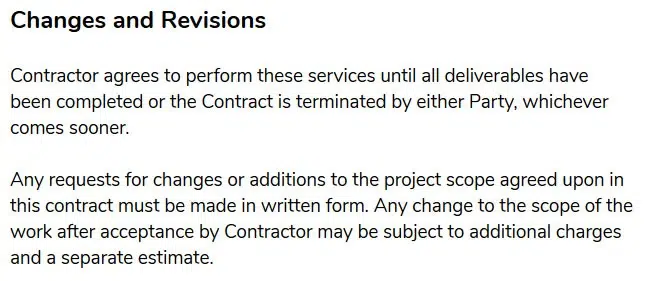 Changes and Revisions
Contractor agrees to perform these services until all deliverables have
been completed or the Contract is terminated by either Party, whichever
comes sooner.
Any requests for changes or additions to the project scope agreed upon in
this contract must be made in written form. Any change to the scope of the
work after acceptance by Contractor may be subject to additional charges
and a separate estimate.